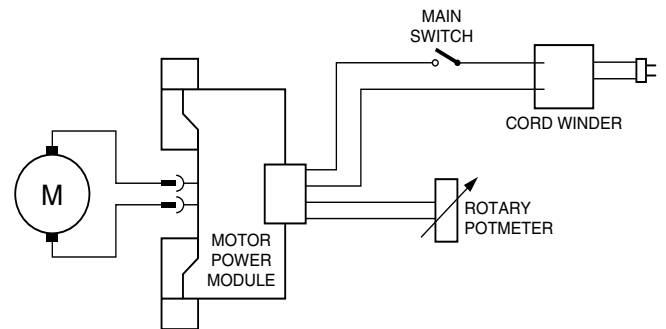 MAIN
SWITCH
CORD WINDER
M
ROTARY
POTMETER
MOTOR
POWER
MODULE